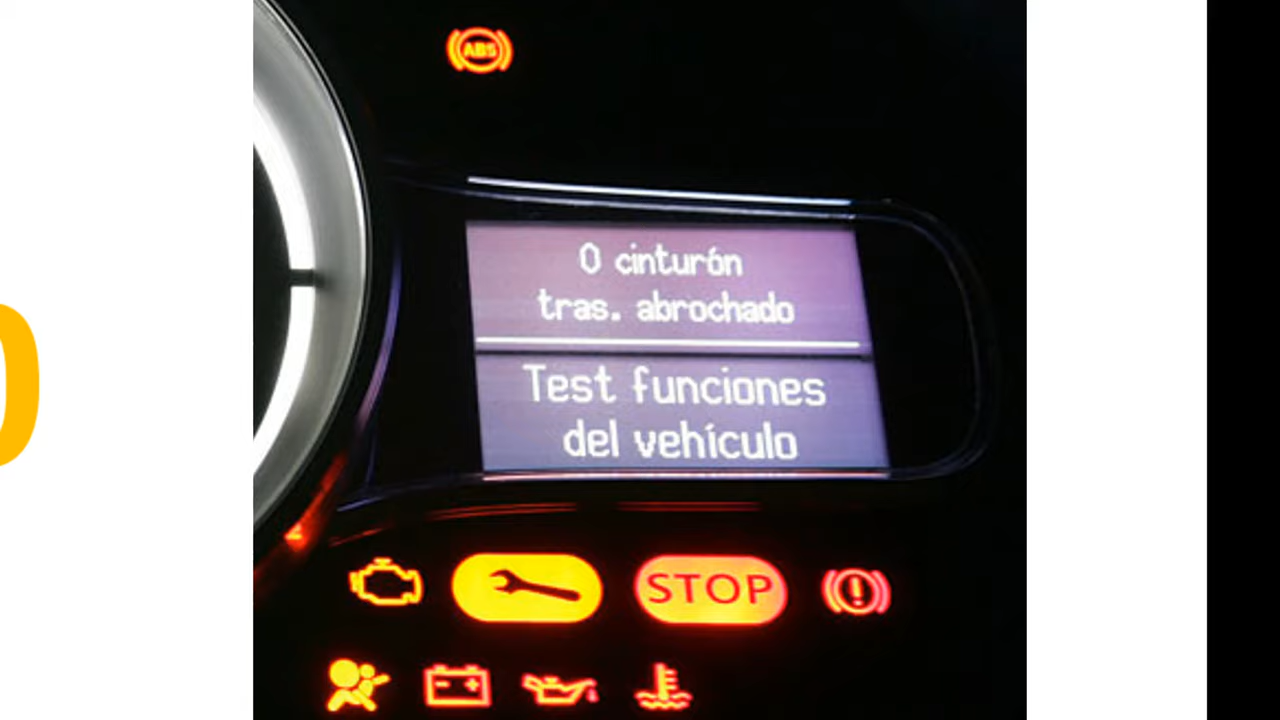 ABS
0 cinturón
tras. abrochado
Test funciones
del vehículo
STOP